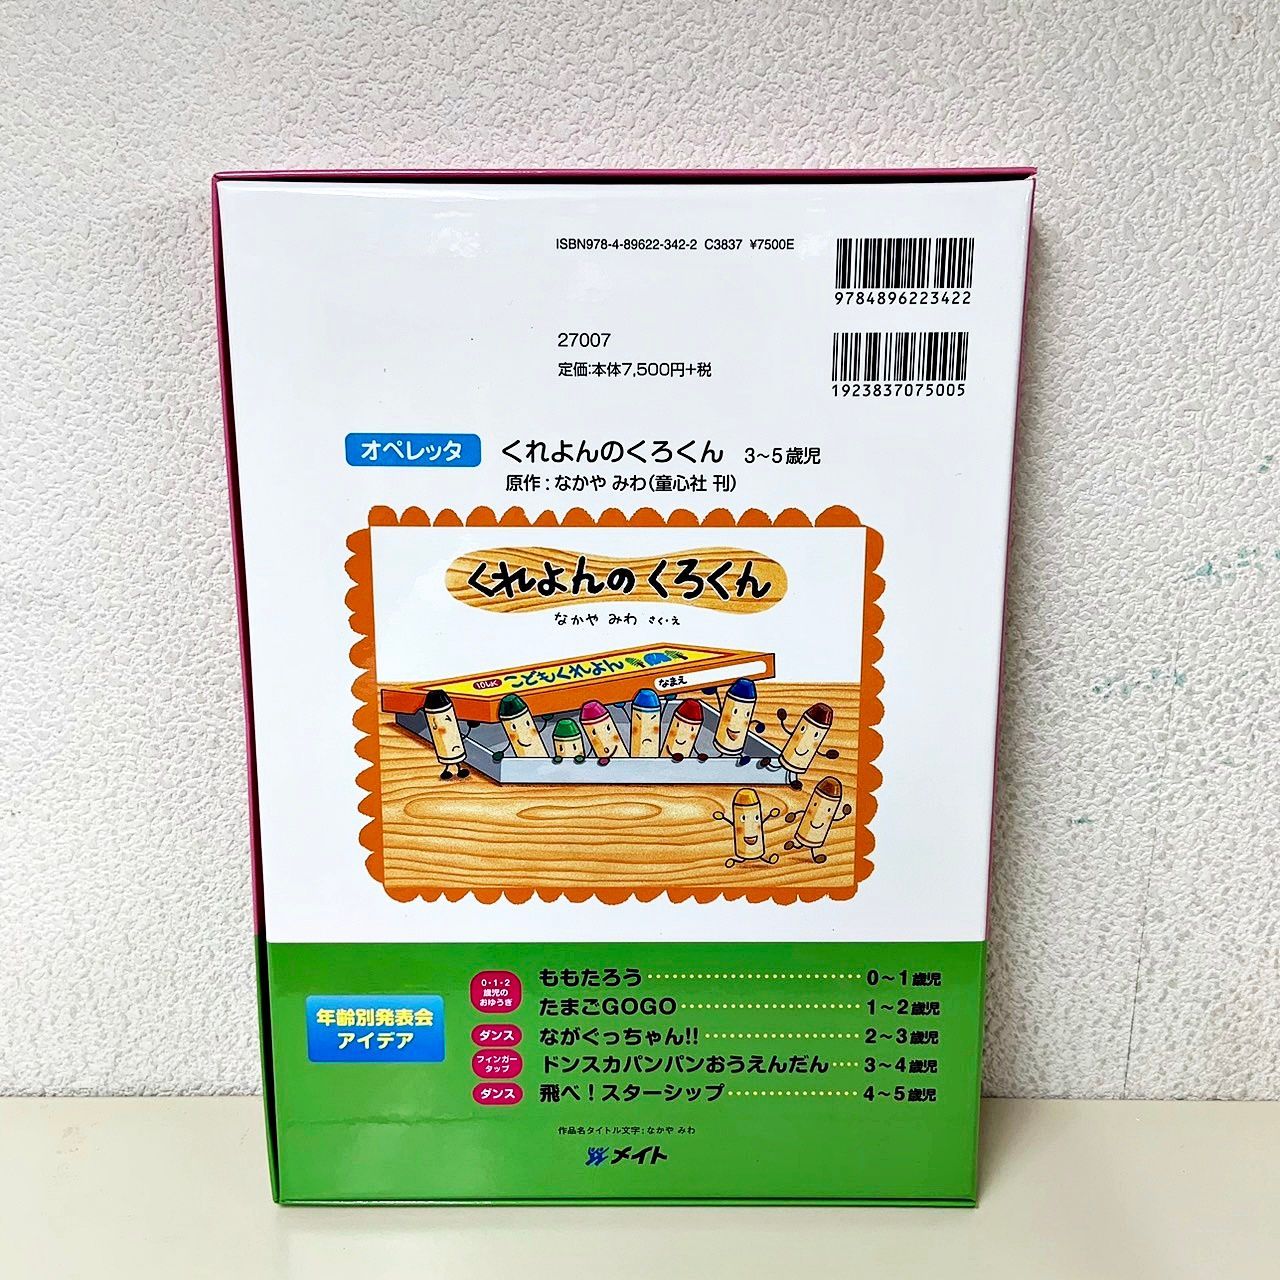 ISBN978-4-89622-342-2 C3837 ¥7500E
9784896223422
27007
定価:本体7,500円+税
1923837075005
オペレッタ くれよんのくろくん 3〜5歳児
原作:なかや みわ(童心社 刊)
くれよんの くろくん
なかや みわ さく・え
10しょく こどもくれよん
なまえ
年齢別発表会
アイデア
0・1・2
歳児の
おゆうぎ
ももたろう 0〜1歳児
たまごGOGO 1〜2歳児
ダンス ながぐっちゃん!! 2〜3歳児
フィンガー
タップ
ドンスカパンパンおうえんだん 3〜4歳児
ダンス 飛べ!スターシップ 4〜5歳児
作品名タイトル文字:なかや みわ
メイト